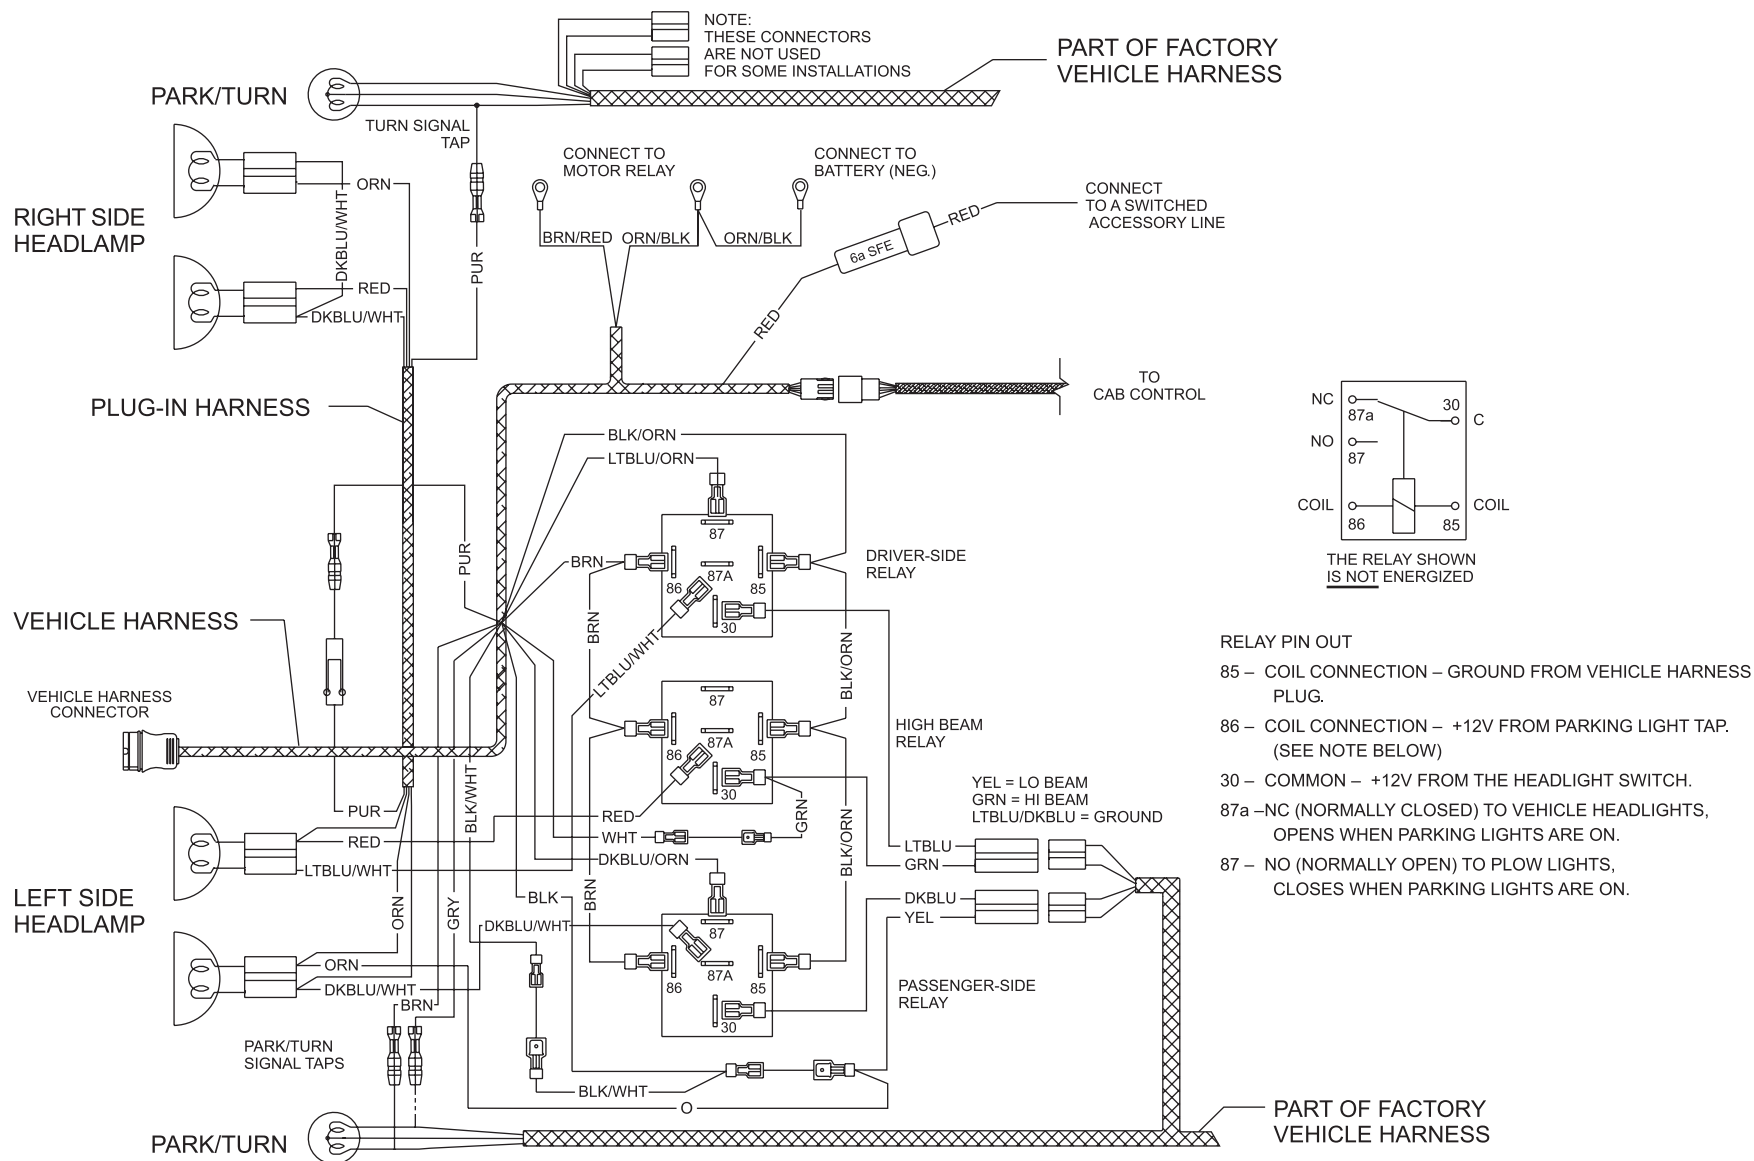 NOTE:
THESE CONNECTORS
ARE NOT USED
FOR SOME INSTALLATIONS
PART OF FACTORY
VEHICLE HARNESS
PARK/TURN
TURN SIGNAL
TAP
CONNECT TO
MOTOR RELAY
CONNECT TO
BATTERY (NEG.)
CONNECT
TO A SWITCHED
ACCESSORY LINE
ORN
DKBLU/WHT
RIGHT SIDE
HEADLAMP
RED
DKBLU/WHT
PUR
BRN/RED
ORN/BLK
ORN/BLK
6a SFE
RED
RED
TO
CAB CONTROL
PLUG-IN HARNESS
BLK/ORN
LTBLU/ORN
NC
87a
30
C
NO
87
COIL
86
85
COIL
THE RELAY SHOWN
IS NOT ENERGIZED
PUR
BRN
87
87A
86
85
30
DRIVER-SIDE
RELAY
VEHICLE HARNESS
BRN
LTBLU/WHT
BLK/ORN
VEHICLE HARNESS
CONNECTOR
87
87A
86
85
30
HIGH BEAM
RELAY
RELAY PIN OUT
85 – COIL CONNECTION – GROUND FROM VEHICLE HARNESS
PLUG.
86 – COIL CONNECTION – +12V FROM PARKING LIGHT TAP.
(SEE NOTE BELOW)
30 – COMMON – +12V FROM THE HEADLIGHT SWITCH.
87a –NC (NORMALLY CLOSED) TO VEHICLE HEADLIGHTS,
OPENS WHEN PARKING LIGHTS ARE ON.
87 – NO (NORMALLY OPEN) TO PLOW LIGHTS,
CLOSES WHEN PARKING LIGHTS ARE ON.
YEL = LO BEAM
GRN = HI BEAM
LTBLU/DKBLU = GROUND
PUR
BLK/WHT
RED
GRN
RED
WHT
LTBLU
GRN
DKBLU
YEL
LTBLU/WHT
DKBLU/ORN
BLK/ORN
LEFT SIDE
HEADLAMP
ORN
GRY
BLK
BRN
DKBLU/WHT
87
87A
86
85
30
PASSENGER-SIDE
RELAY
ORN
DKBLU/WHT
BRN
PARK/TURN
SIGNAL TAPS
BLK/WHT
O
PARK/TURN
PART OF FACTORY
VEHICLE HARNESS